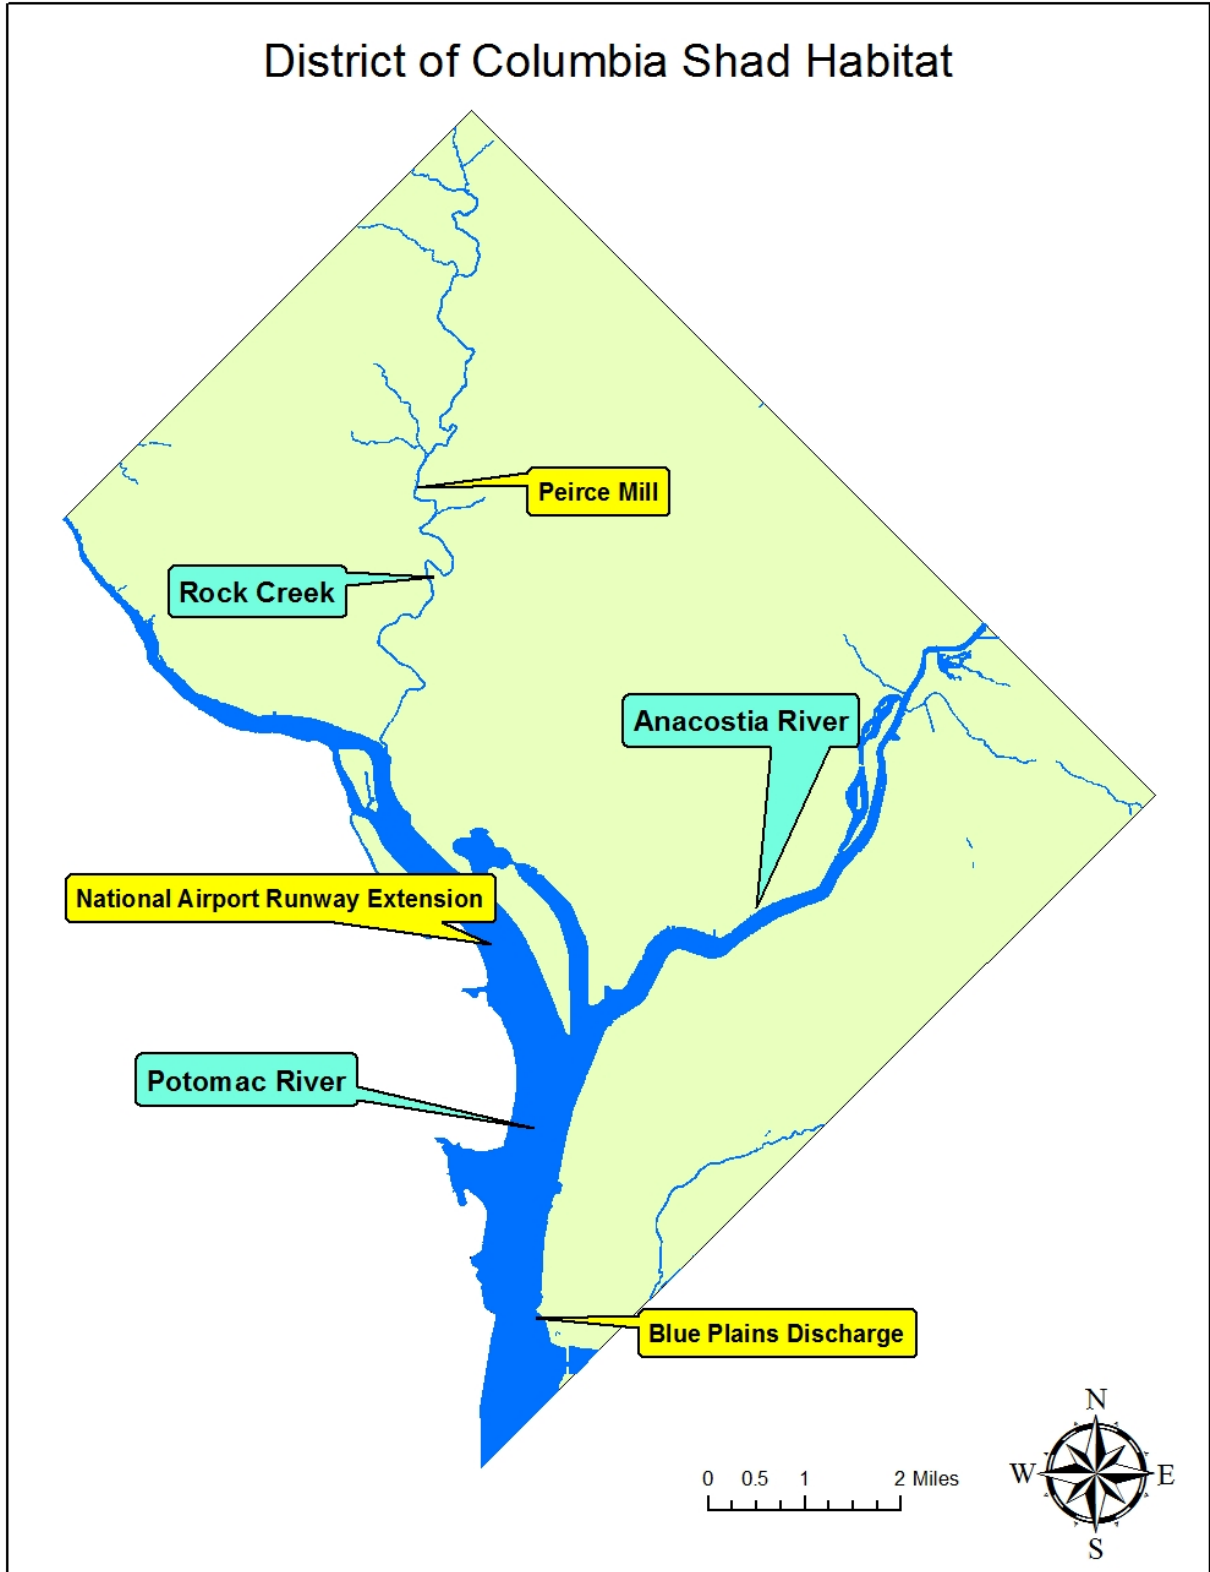 District of Columbia Shad Habitat
Peirce Mill
Rock Creek
Anacostia River
National Airport Runway Extension
Potomac River
Blue Plains Discharge
N
W E
S
0 0.5 1 2 Miles